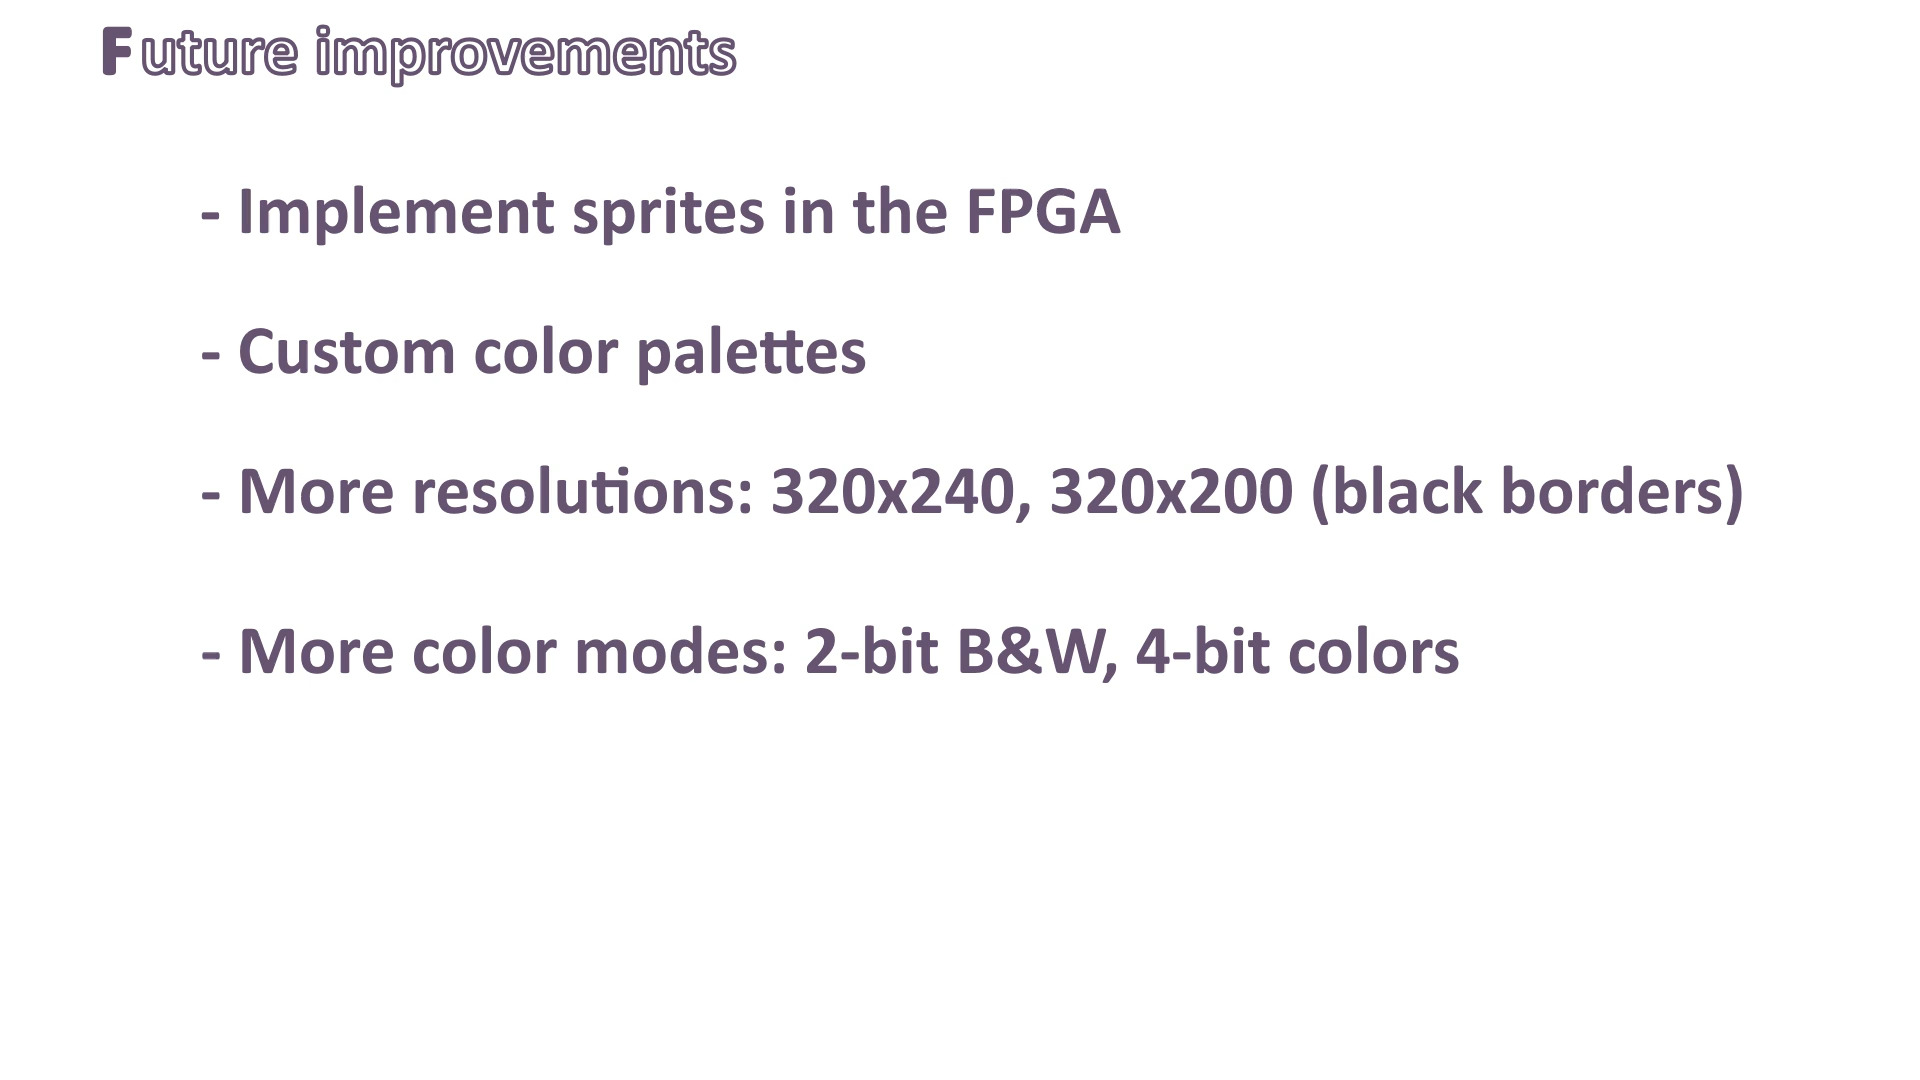 Future improvements
- Implement sprites in the FPGA
- Custom color palettes
- More resolutions: 320x240, 320x200 (black borders)
- More color modes: 2-bit B&W, 4-bit colors